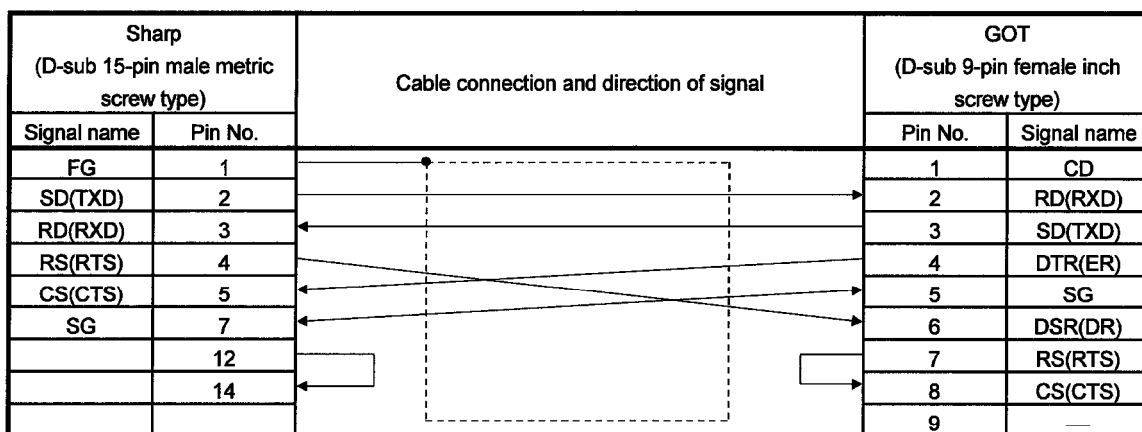 Sharp
(D-sub 15-pin male metric
screw type)
Cable connection and direction of signal
GOT
(D-sub 9-pin female inch
screw type)
Signal name Pin No. Pin No. Signal name
FG 1 1 CD
SD(TXD) 2 2 RD(RXD)
RD(RXD) 3 3 SD(TXD)
RS(RTS) 4 4 DTR(ER)
CS(CTS) 5 5 SG
SG 7 6 DSR(DR)
12 7 RS(RTS)
14 8 CS(CTS)
9 —